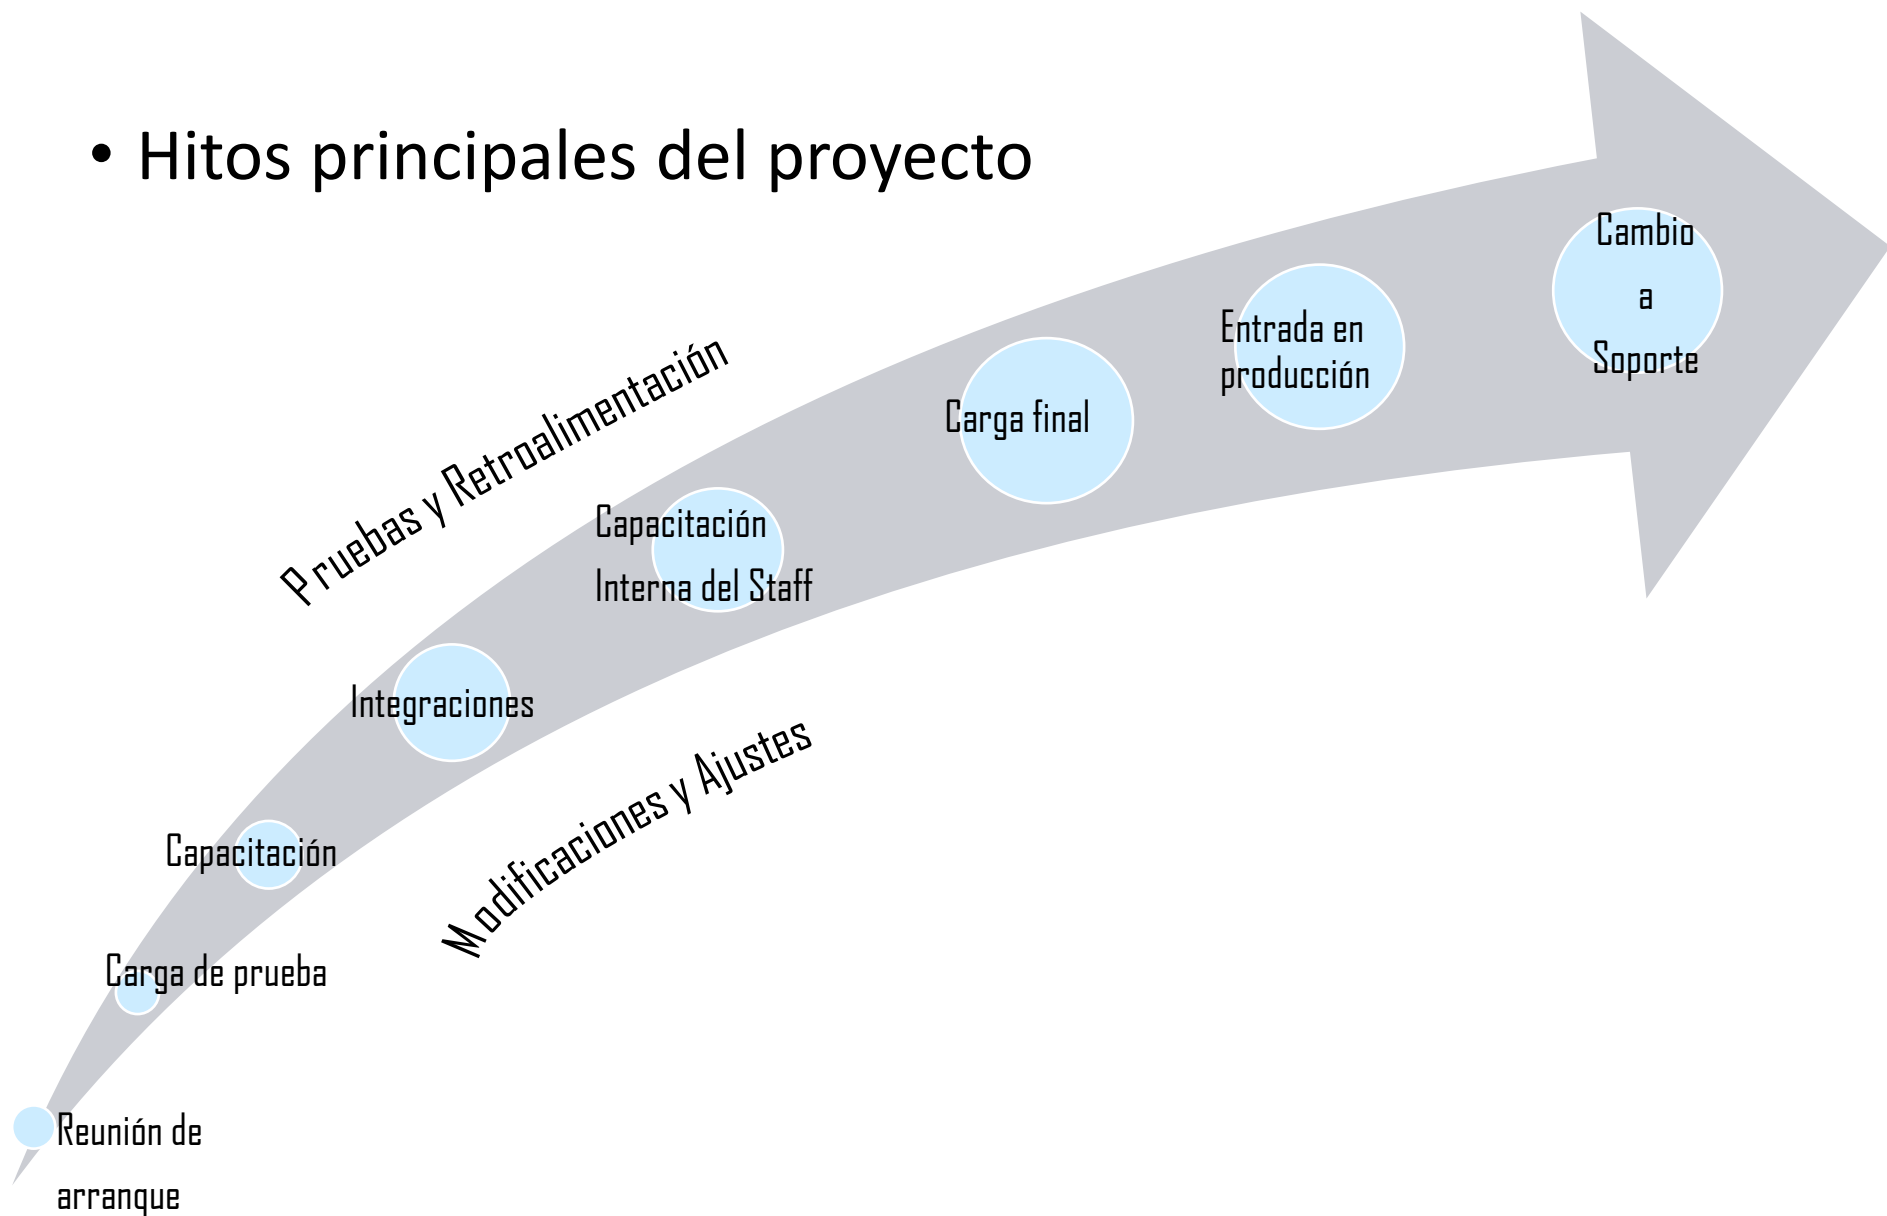 • Hitos principales del proyecto
Cambio
a
Soporte
Entrada en
producción
Carga final
Pruebas y Retroalimentación
Capacitación
Interna del Staff
Integraciones
Modificaciones y Ajustes
Capacitación
Carga de prueba
Reunión de
arranque